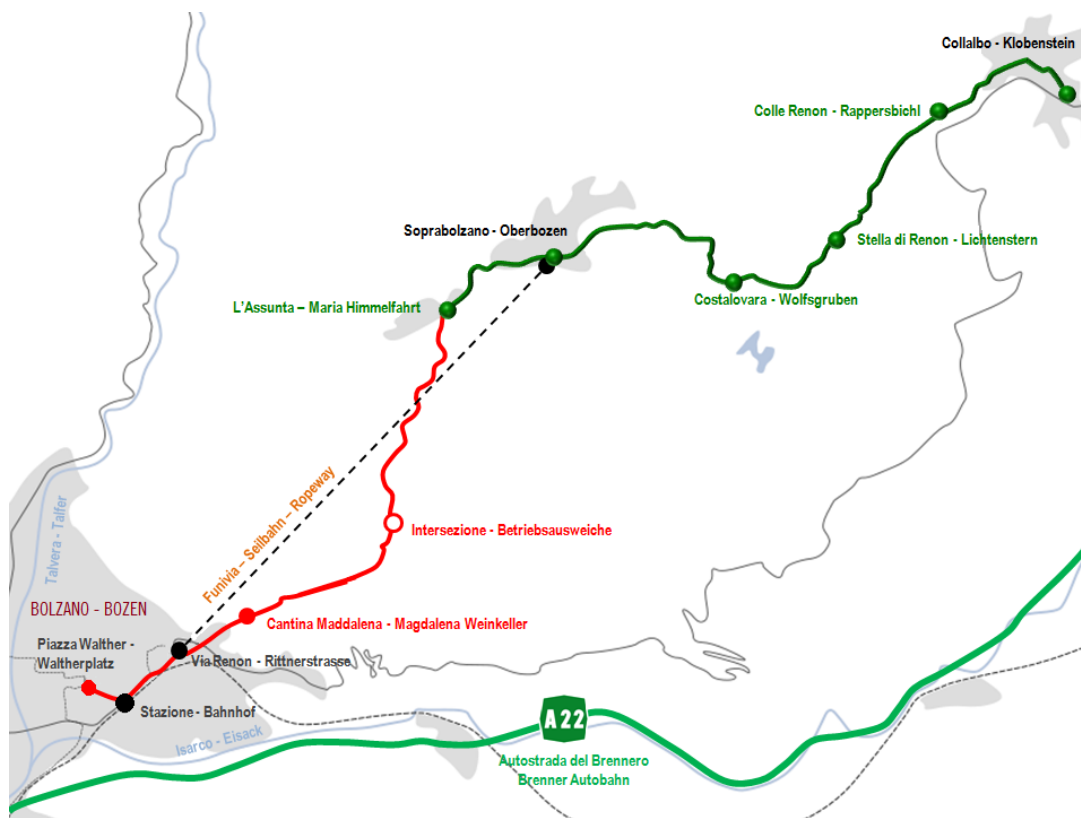 Collalbo - Klobenstein
Colle Renon - Rappersbichl
Soprabolzano - Oberbozen
Stella di Renon - Lichtenstern
Costalovara - Wolfsgruben
L'Assunta – Maria Himmelfahrt
Funivia – Seilbahn – Ropeway
Talvera - Talfer
Intersezione - Betriebsausweiche
BOLZANO - BOZEN
Cantina Maddalena - Magdalena Weinkeller
Piazza Walther -
Waltherplatz
Via Renon - Rittnerstrasse
Stazione - Bahnhof
Isarco - Eisack
A22
Autostrada del Brennero
Brenner Autobahn